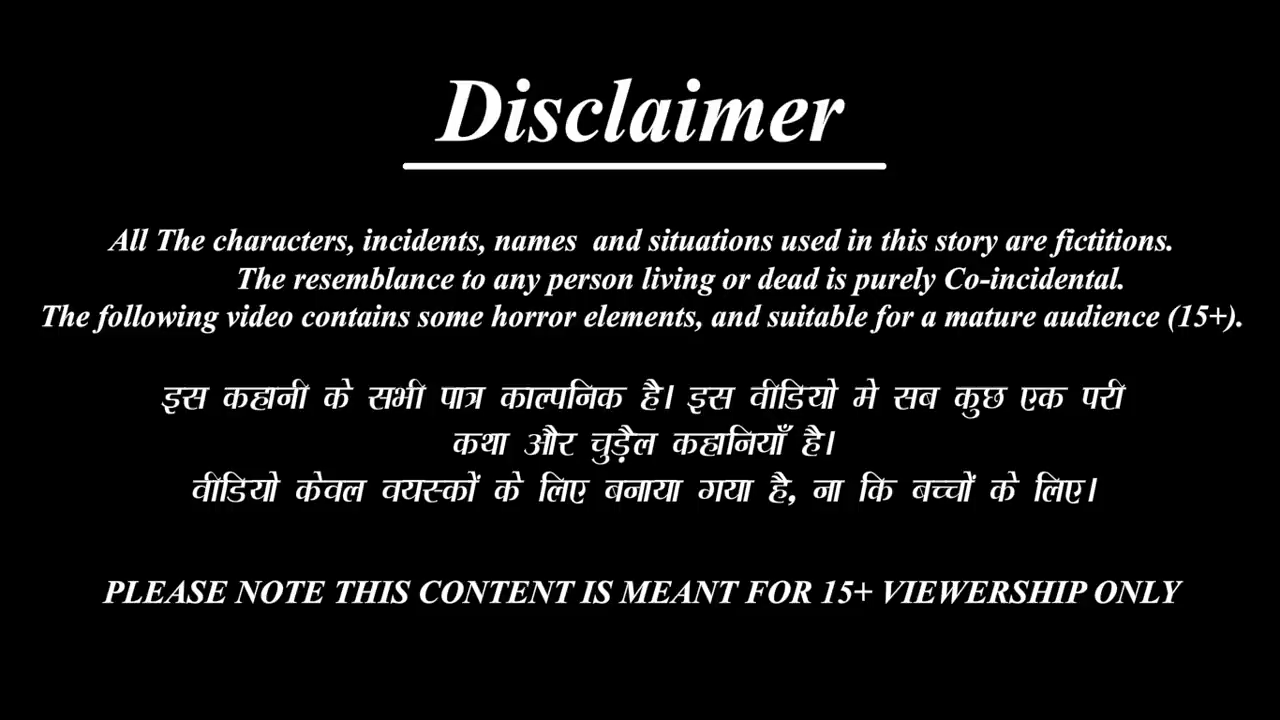 Disclaimer
All The characters, incidents, names and situations used in this story are fictitions.
The resemblance to any person living or dead is purely Co-incidental.
The following video contains some horror elements, and suitable for a mature audience (15+).
इस कहानी के सभी पात्र काल्पनिक है। इस वीडियो मे सब कुछ एक परी
कथा और चुड़ैल कहानियाँ है।
वीडियो केवल वयस्कों के लिए बनाया गया है, ना कि बच्चों के लिए।
PLEASE NOTE THIS CONTENT IS MEANT FOR 15+ VIEWERSHIP ONLY